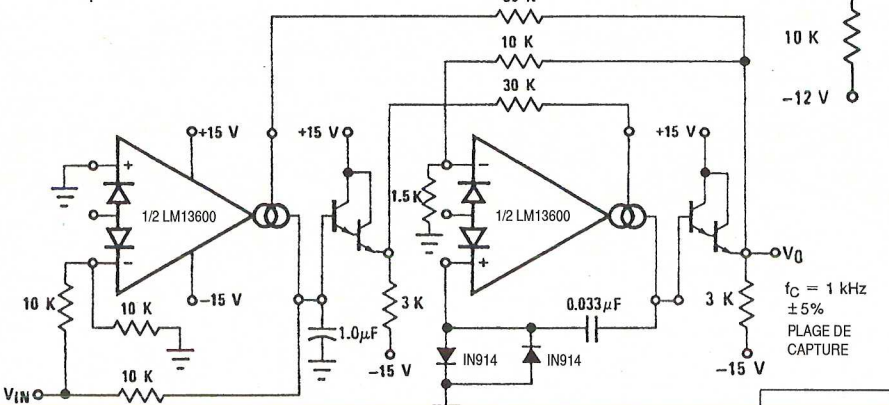 10 K
10 K
30 K
-12 V
+15 V
+15 V
+15 V
+
-
1.5 K
1/2 LM13600
1/2 LM13600
-
+
V0
10 K
-15 V
10 K
3 K
0.033µF
3 K
fC = 1 kHz
±5%
PLAGE DE
CAPTURE
1.0µF
IN914
IN914
-15 V
-15 V
10 K
VIN